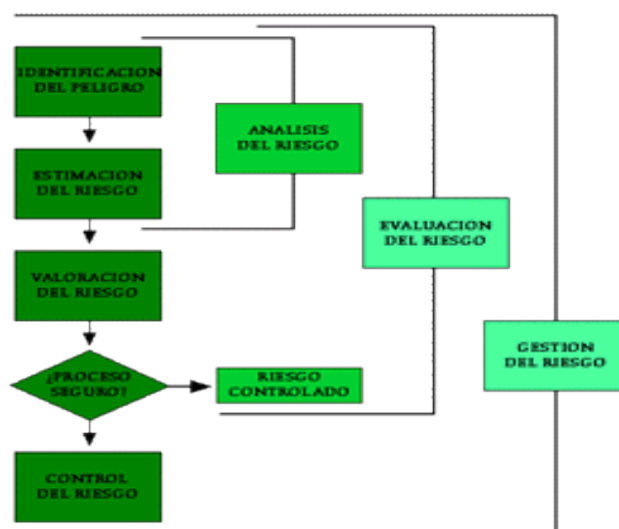 IDENTIFICACION
DEL PELIGRO
ANALISIS
DEL RIESGO
ESTIMACION
DEL RIESGO
EVALUACION
DEL RIESGO
VALORACION
DEL RIESGO
GESTION
DEL RIESGO
¿PROCESO
SEGURO?
RIESGO
CONTROLADO
CONTROL
DEL RIESGO